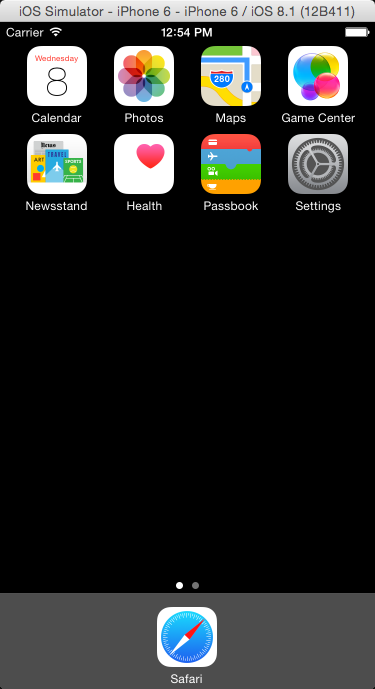 iOS Simulator - iPhone 6 - iPhone 6 / iOS 8.1 (12B411)
Carrier 12:54 PM
Wednesday
8
280
Calendar Photos Maps Game Center
Brian
ART TRAVEL SPORTS
Newsstand Health Passbook Settings
Safari